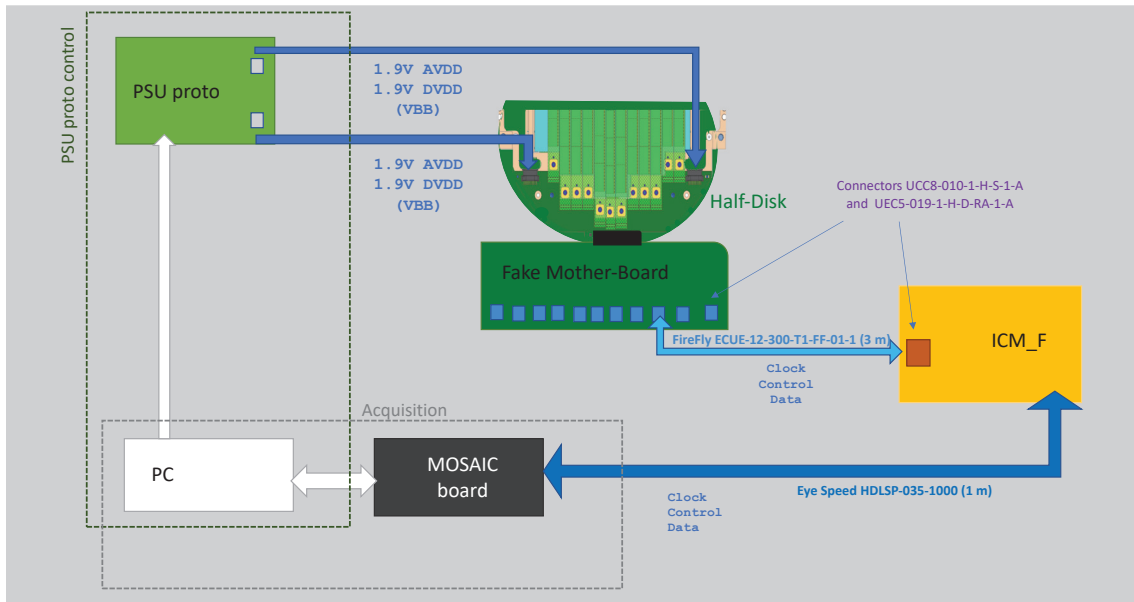 PSU proto control
PSU proto
1.9V AVDD
1.9V DVDD
(VBB)
1.9V AVDD
1.9V DVDD
(VBB)
Half-Disk
Connectors UCC8-010-1-H-S-1-A
and UEC5-019-1-H-D-RA-1-A
Fake Mother-Board
FireFly ECUE-12-300-T1-FF-01-1 (3 m)
ICM_F
Clock
Control
Data
Acquisition
PC
MOSAIC
board
Eye Speed HDLSP-035-1000 (1 m)
Clock
Control
Data